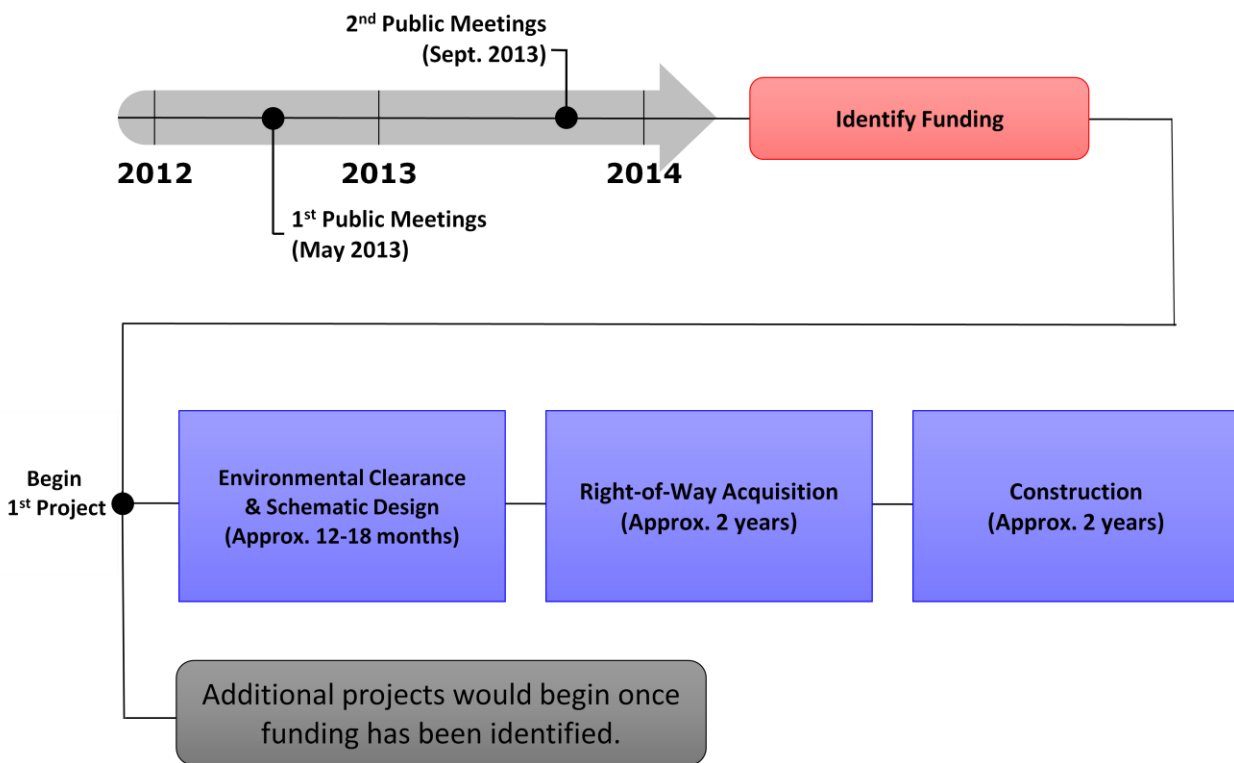 2nd Public Meetings
(Sept. 2013)
Identify Funding
2012
2013
2014
1st Public Meetings
(May 2013)
Begin
1st Project
Environmental Clearance
& Schematic Design
(Approx. 12-18 months)
Right-of-Way Acquisition
(Approx. 2 years)
Construction
(Approx. 2 years)
Additional projects would begin once
funding has been identified.